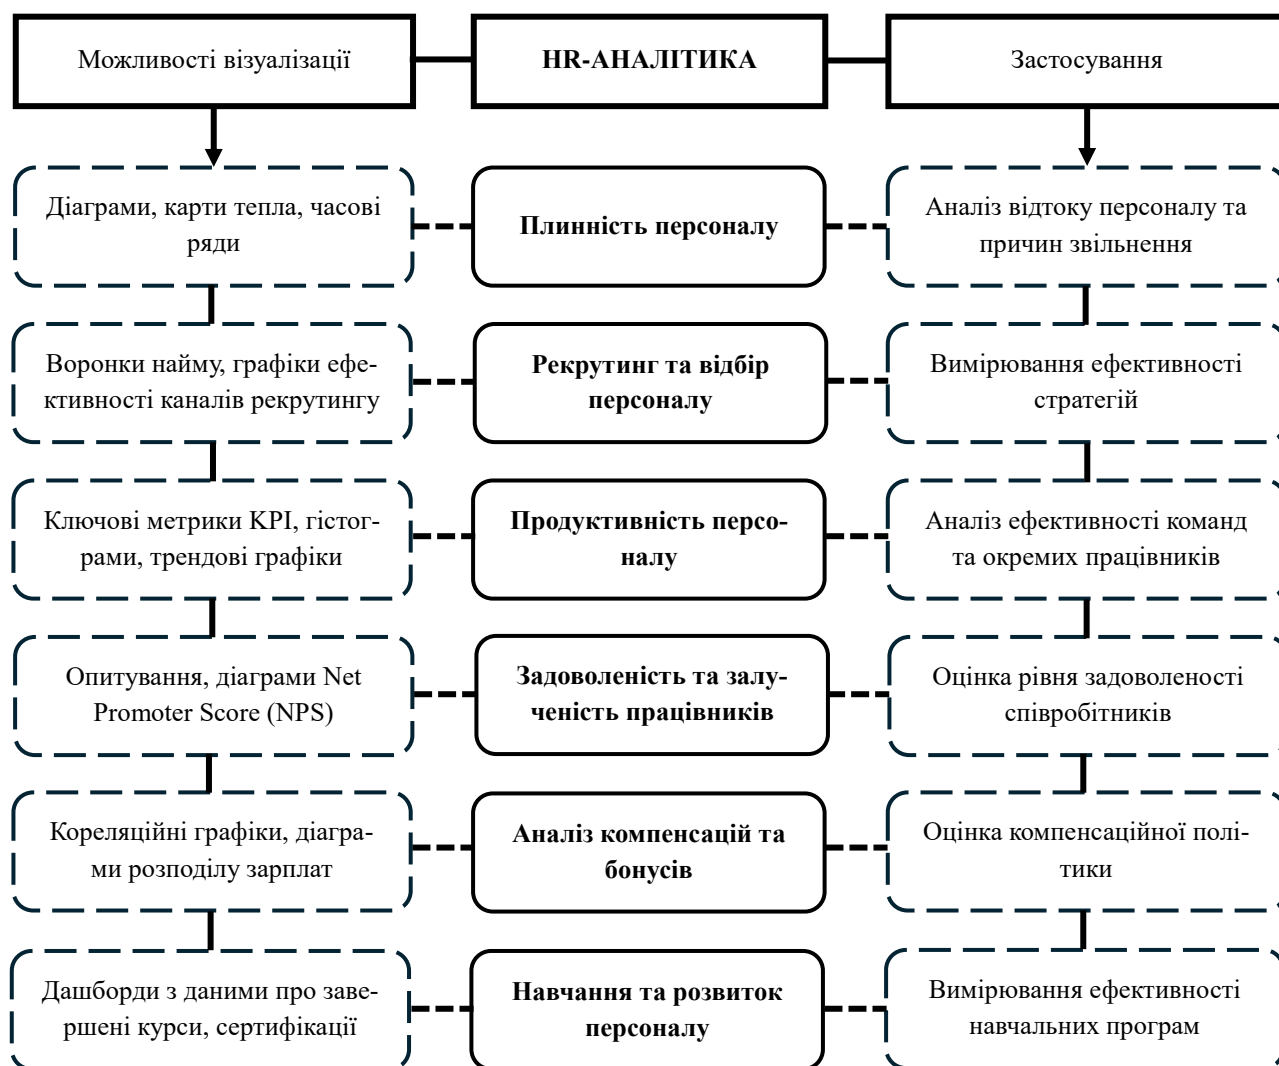 Можливості візуалізації
HR-АНАЛІТИКА
Застосування
Діаграми, карти тепла, часові
ряди
Плинність персоналу
Аналіз відтоку персоналу та
причин звільнення
Воронки найму, графіки ефе-
ктивності каналів рекрутингу
Рекрутинг та відбір
персоналу
Вимірювання ефективності
стратегій
Ключові метрики KPI, гістог-
рами, трендові графіки
Продуктивність персо-
налу
Аналіз ефективності команд
та окремих працівників
Опитування, діаграми Net
Promoter Score (NPS)
Задоволеність та залу-
ченість працівників
Оцінка рівня задоволеності
співробітників
Кореляційні графіки, діагра-
ми розподілу зарплат
Аналіз компенсацій та
бонусів
Оцінка компенсаційної полі-
тики
Дашборди з даними про заве-
ршені курси, сертифікації
Навчання та розвиток
персоналу
Вимірювання ефективності
навчальних програм